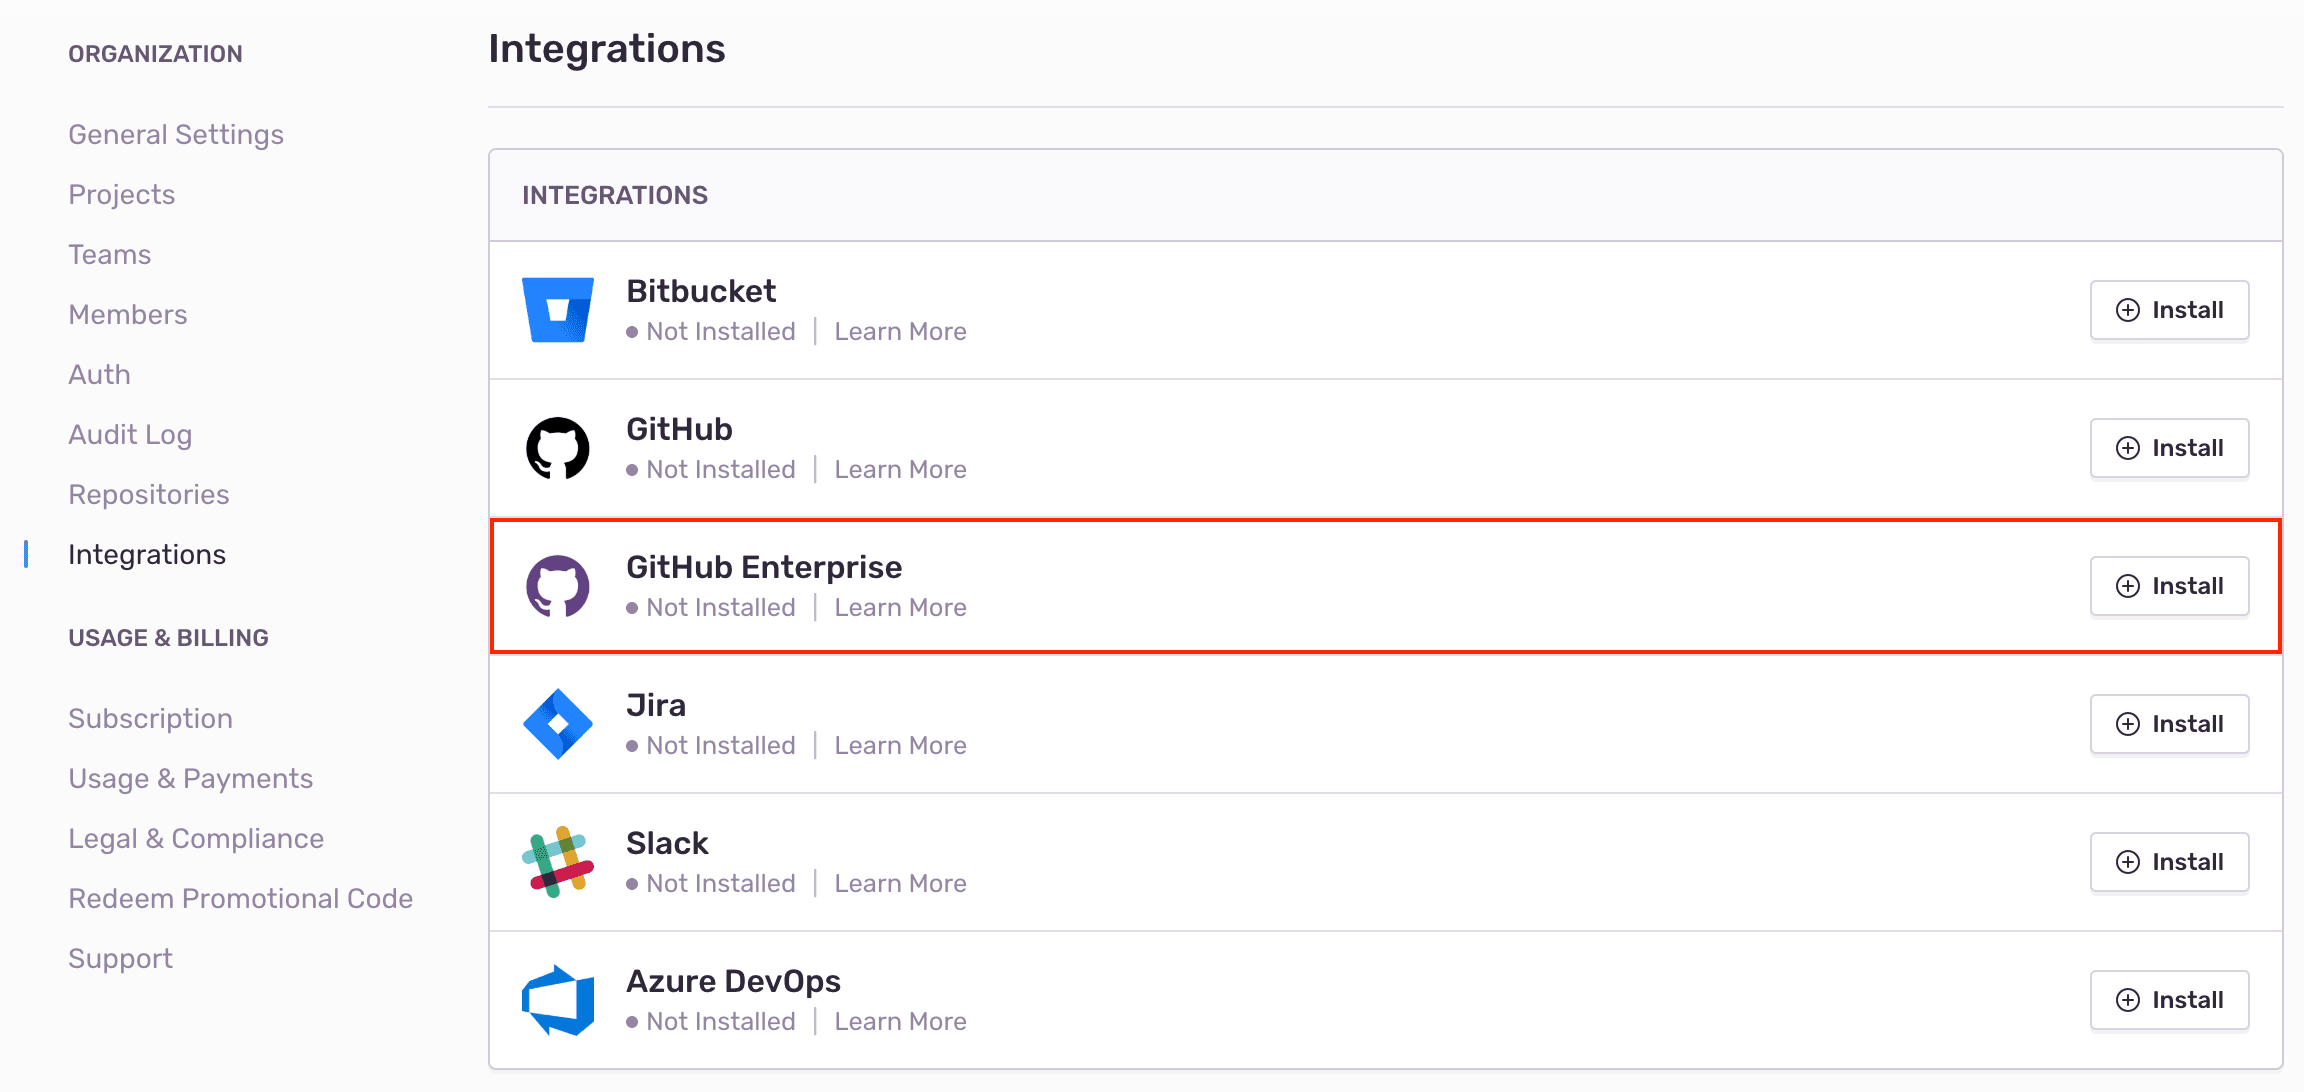 ORGANIZATION
General Settings
Projects
Teams
Members
Auth
Audit Log
Repositories
Integrations
USAGE & BILLING
Subscription
Usage & Payments
Legal & Compliance
Redeem Promotional Code
Support
Integrations
INTEGRATIONS
Bitbucket
Not Installed | Learn More
Install
GitHub
Not Installed | Learn More
Install
GitHub Enterprise
Not Installed | Learn More
Install
Jira
Not Installed | Learn More
Install
Slack
Not Installed | Learn More
Install
Azure DevOps
Not Installed | Learn More
Install